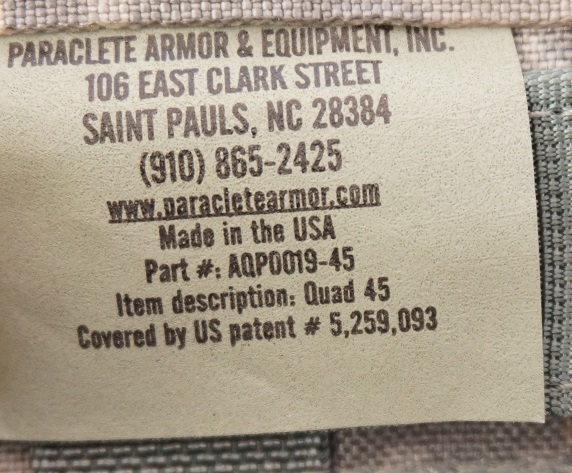 PARACLETE ARMOR & EQUIPMENT, INC.
106 EAST CLARK STREET
SAINT PAULS, NC 28384
(910) 865-2425
www.paracletearmor.com
Made in the USA
Part #: AQP0019-45
Item description: Quad 45
Covered by US patent # 5,259,093